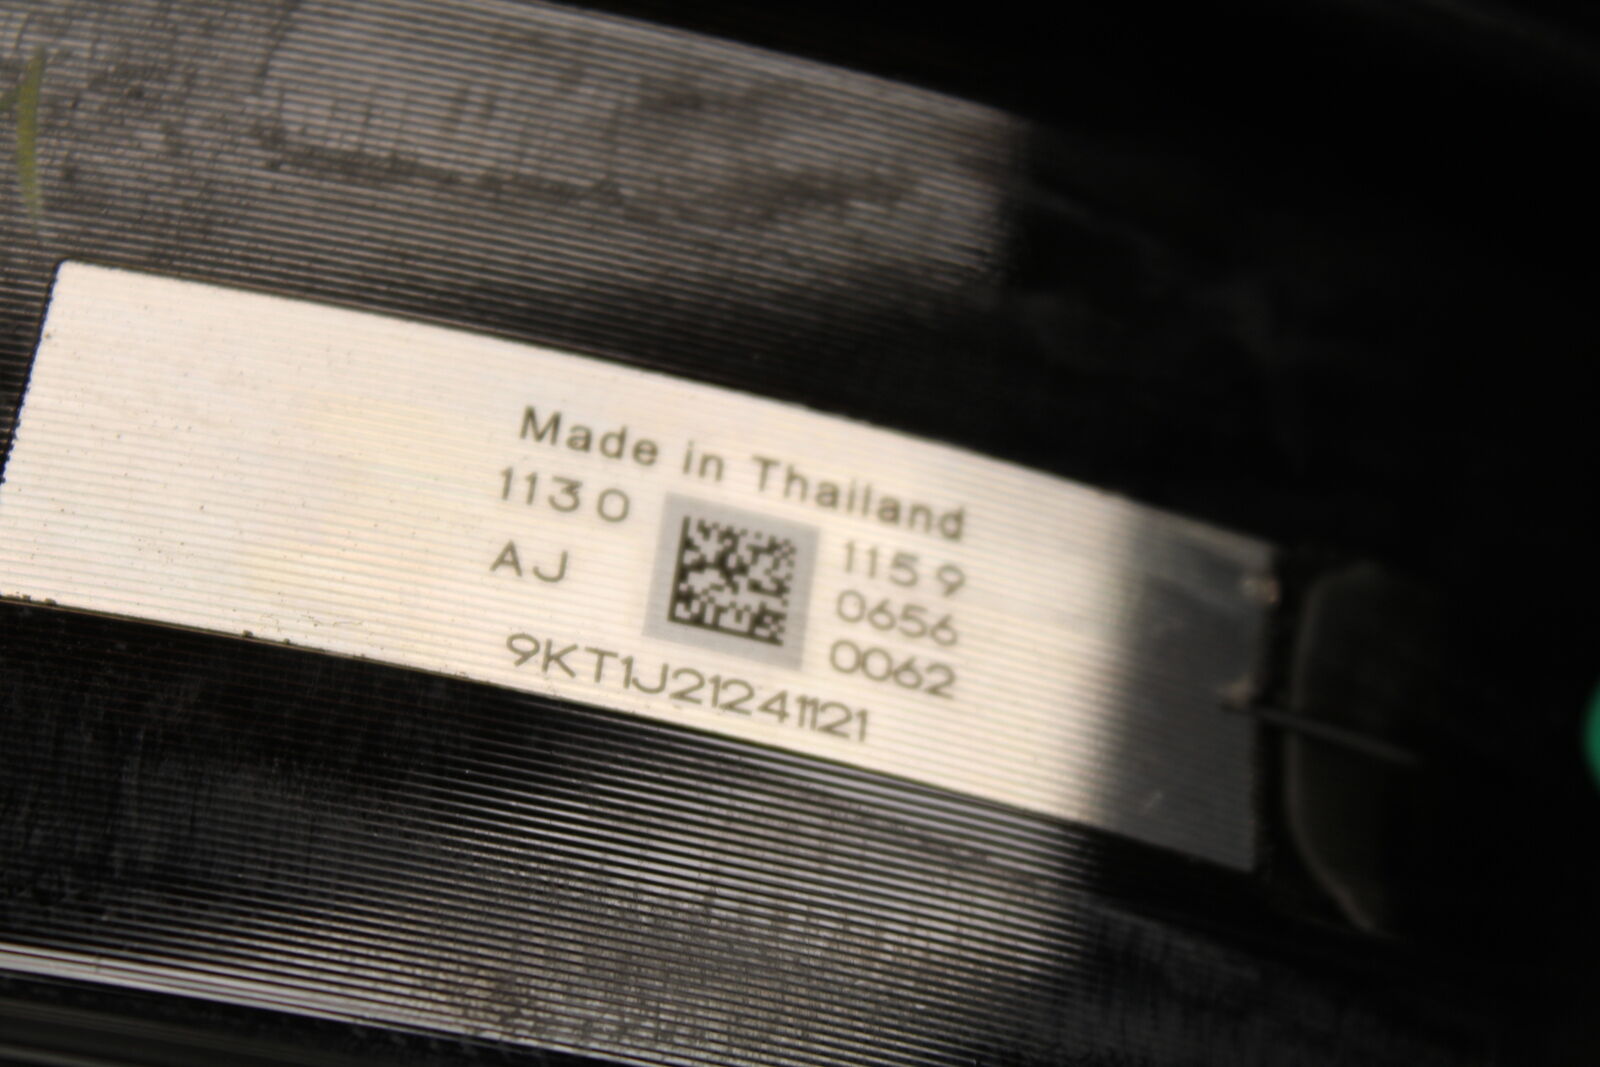 Made in Thailand
1130
AJ
1159
0656
0062
9KT1J21241121